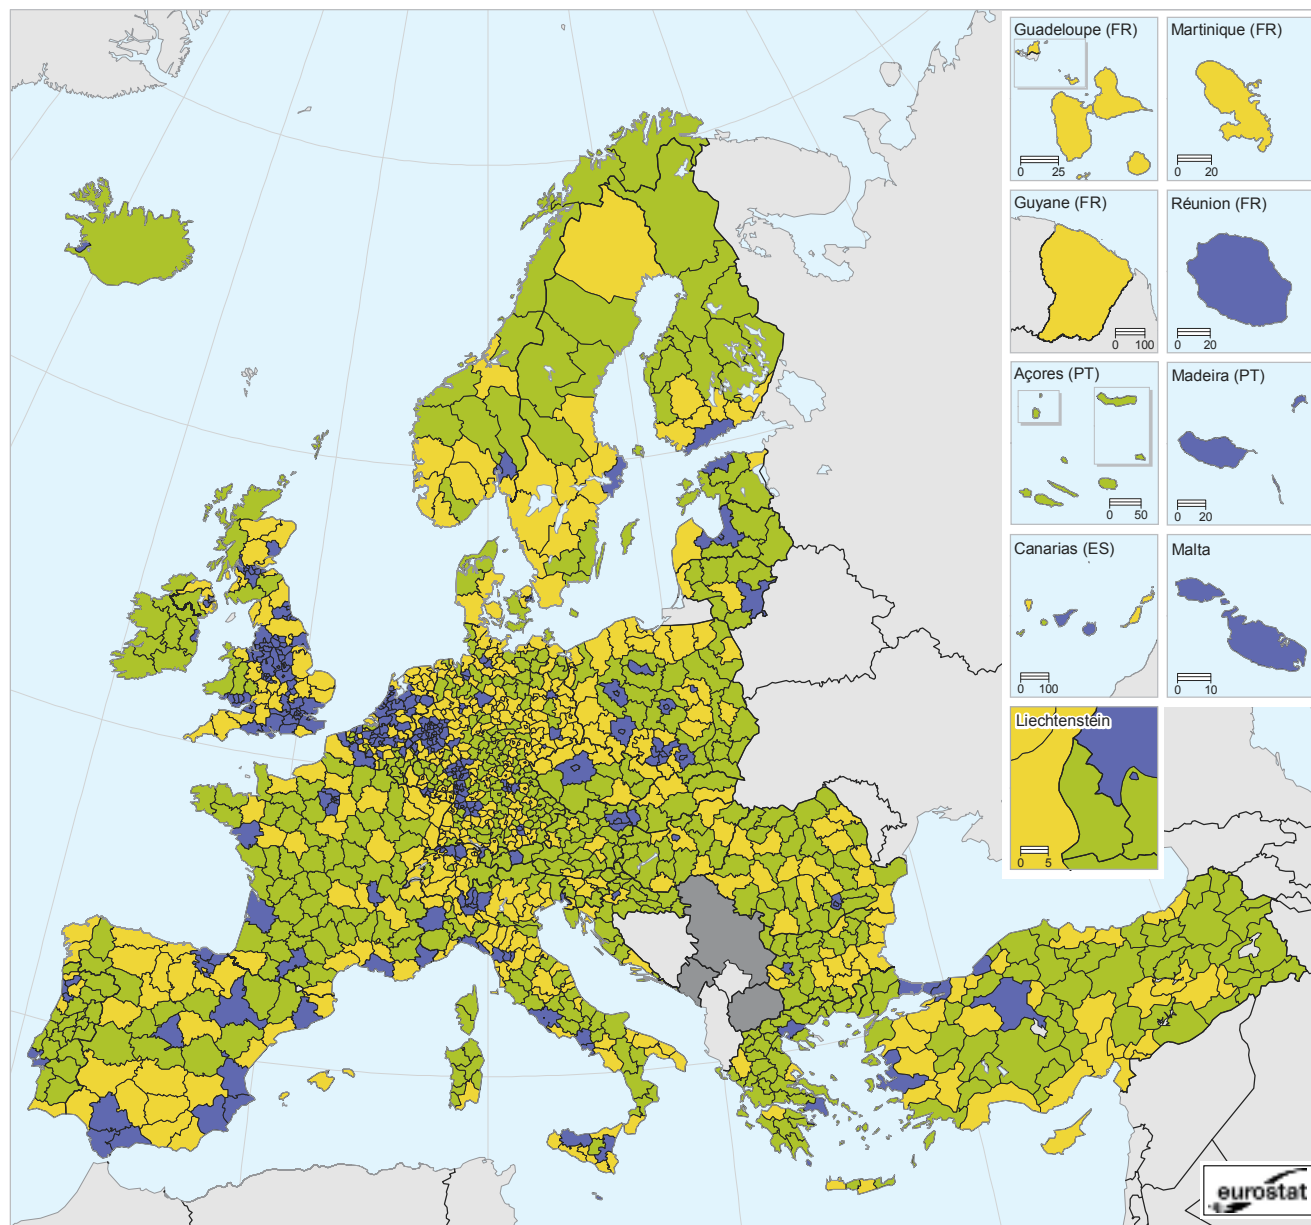 Guadeloupe (FR)
0 25
Martinique (FR)
0 20
Guyane (FR)
0 100
Réunion (FR)
0 20
Açores (PT)
0 50
Madeira (PT)
0 20
Canarias (ES)
0 100
Malta
0 10
Liechtenstein
0 5
eurostat